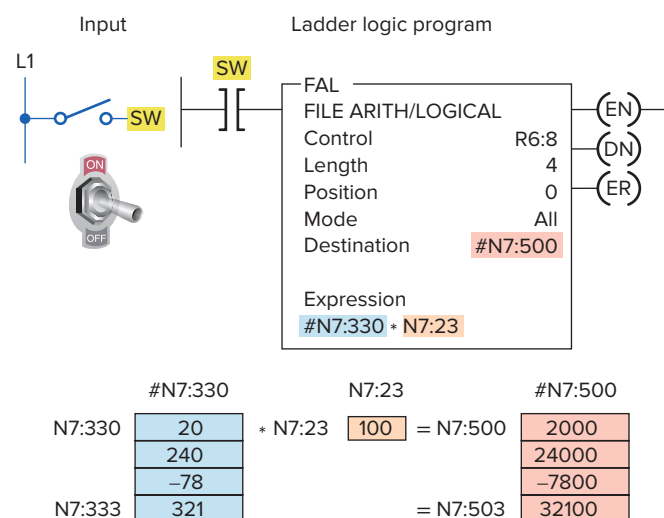 Input Ladder logic program
L1
SW
SW
ON
OFF
FAL
FILE ARITH/LOGICAL
Control R6:8
Length 4
Position 0
Mode All
Destination #N7:500
Expression
#N7:330 * N7:23
EN
DN
ER
#N7:330 N7:23 #N7:500
N7:330 20 * N7:23 100 = N7:500 2000
240 24000
–78 –7800
N7:333 321 = N7:503 32100